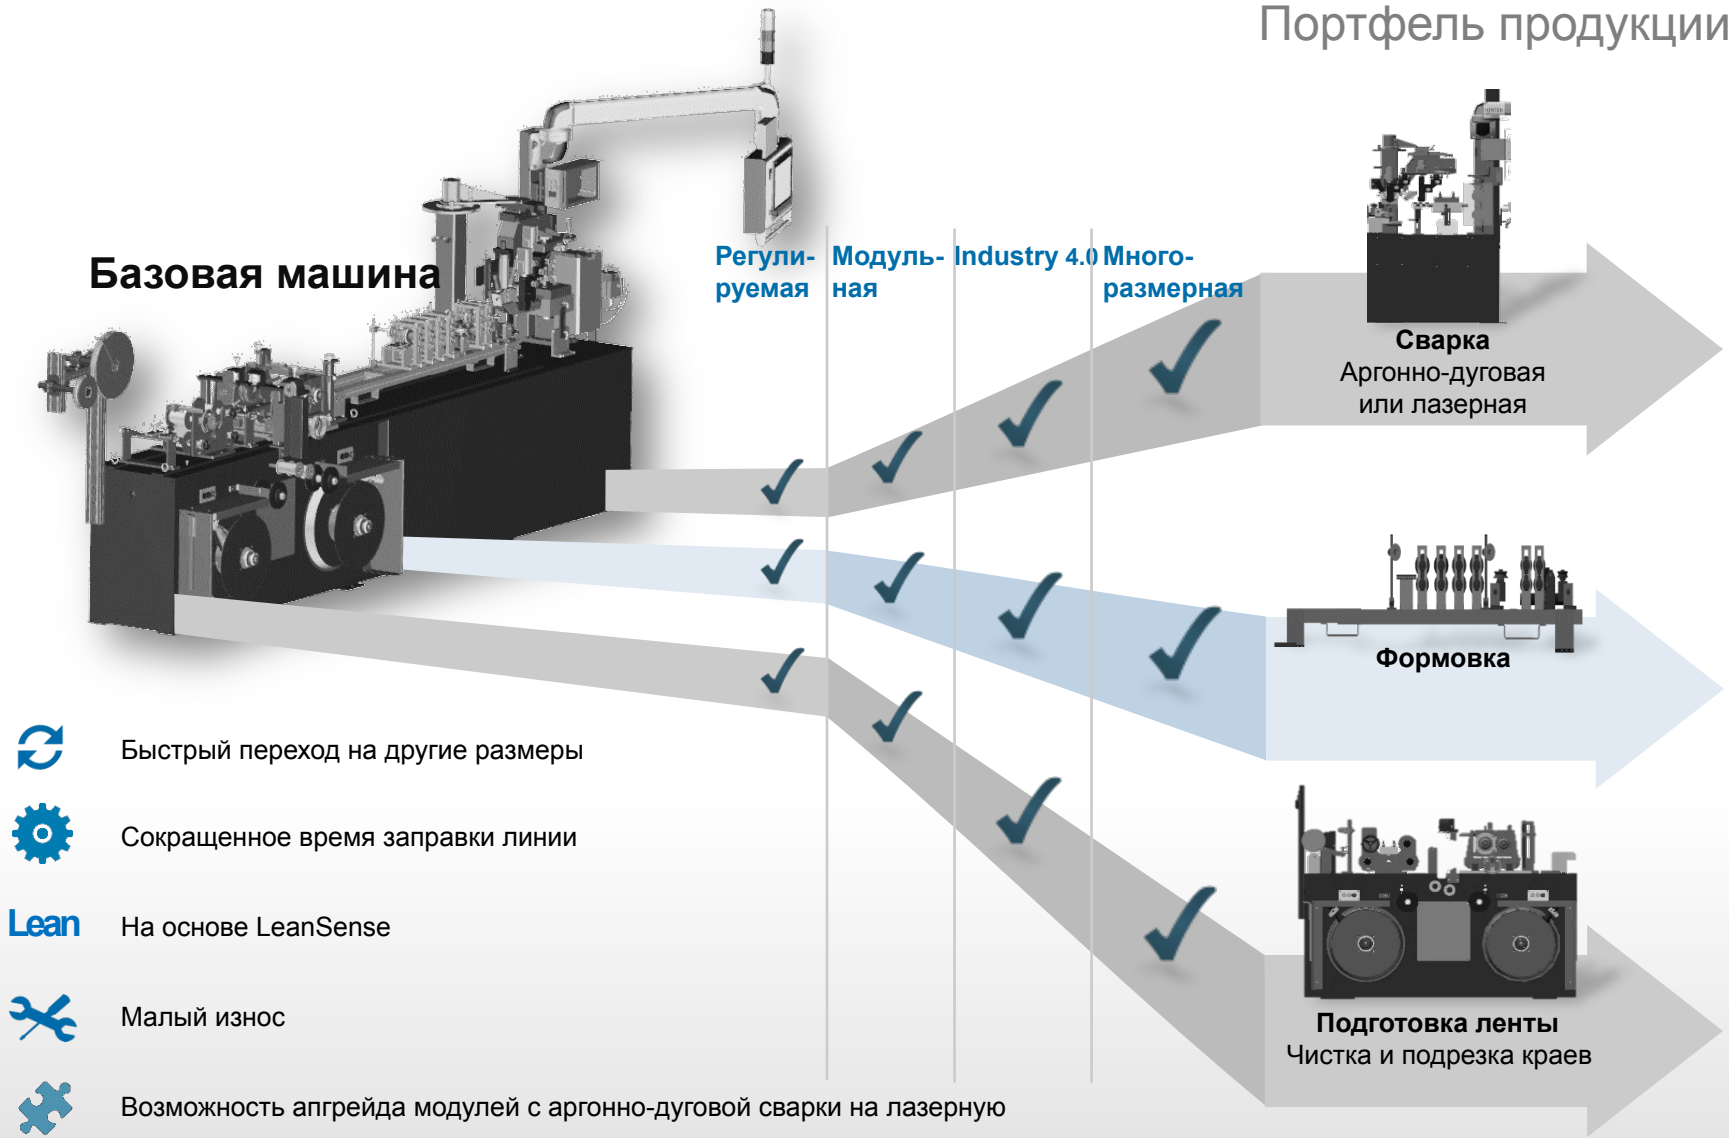 Портфель продукции
Базовая машина
Регули-
руемая
Модуль-
ная
Industry 4.0
Много-
размерная
Сварка
Аргонно-дуговая
или лазерная
Формовка
Подготовка ленты
Чистка и подрезка краев
Быстрый переход на другие размеры
Сокращенное время заправки линии
Lean
На основе LeanSense
Малый износ
Возможность апгрейда модулей с аргонно-дуговой сварки на лазерную